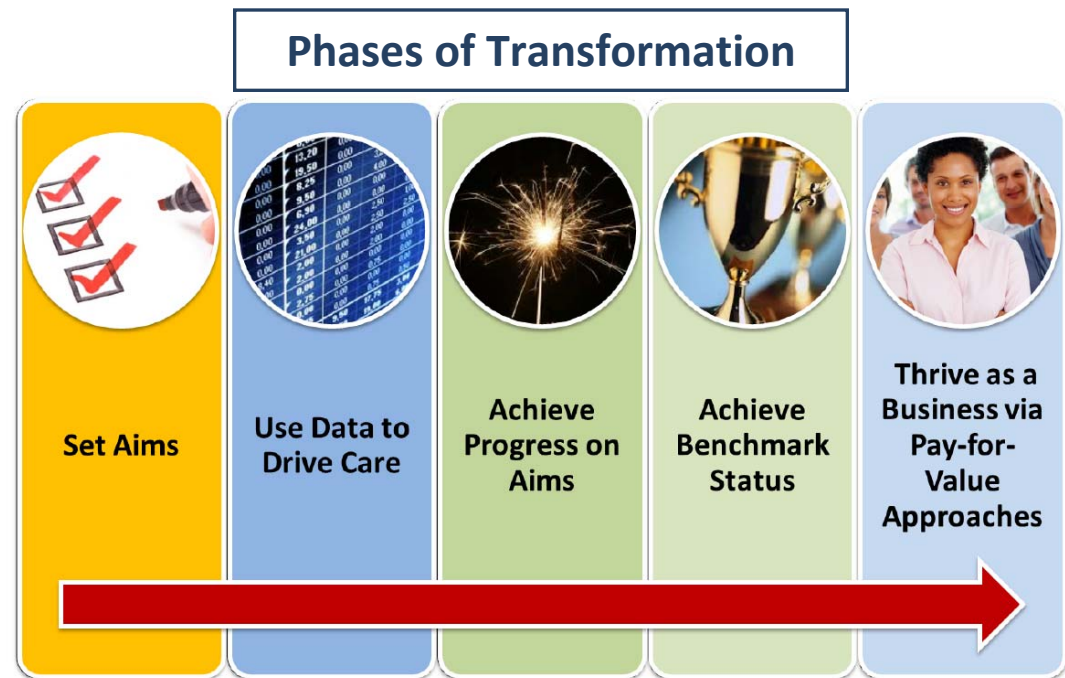 Phases of Transformation
Set Aims
Use Data to
Drive Care
Achieve
Progress on
Aims
Achieve
Benchmark
Status
Thrive as a
Business via
Pay-for-
Value
Approaches